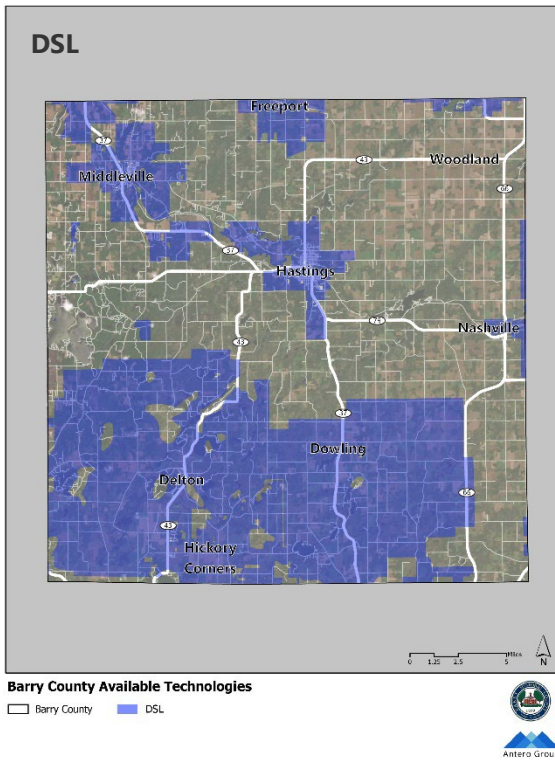 DSL
Freeport
37
43
Woodland
Middleville
66
37
Hastings
79
Nashville
43
37
Dowling
Delton
66
43
Hickory
Corners
Miles
0 1.25 2.5 5
N
Barry County Available Technologies
Barry County
DSL
Antero Grou